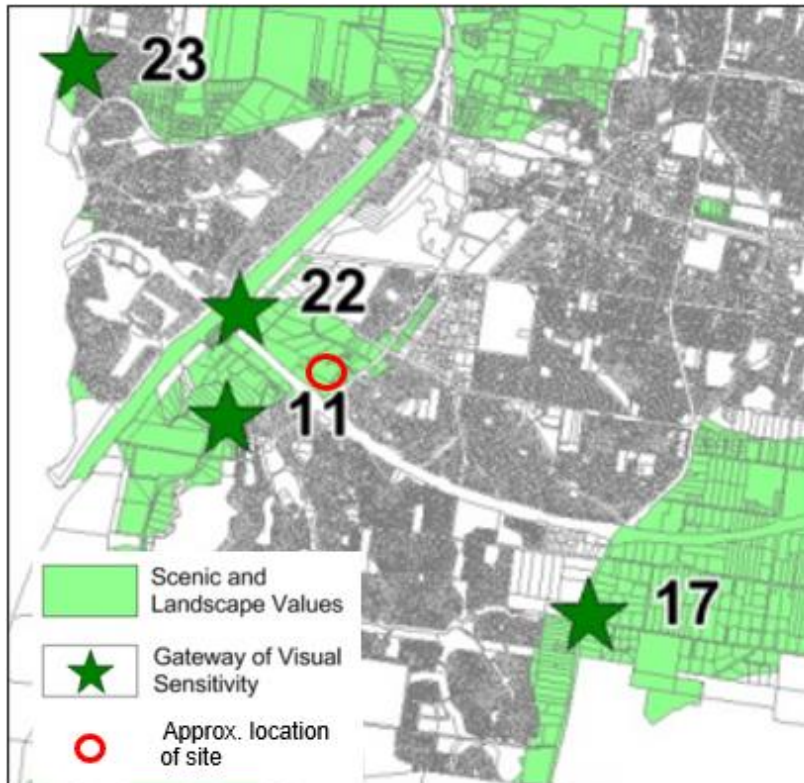 23
22
11
17
Scenic and
Landscape Values
Gateway of Visual
Sensitivity
Approx. location
of site